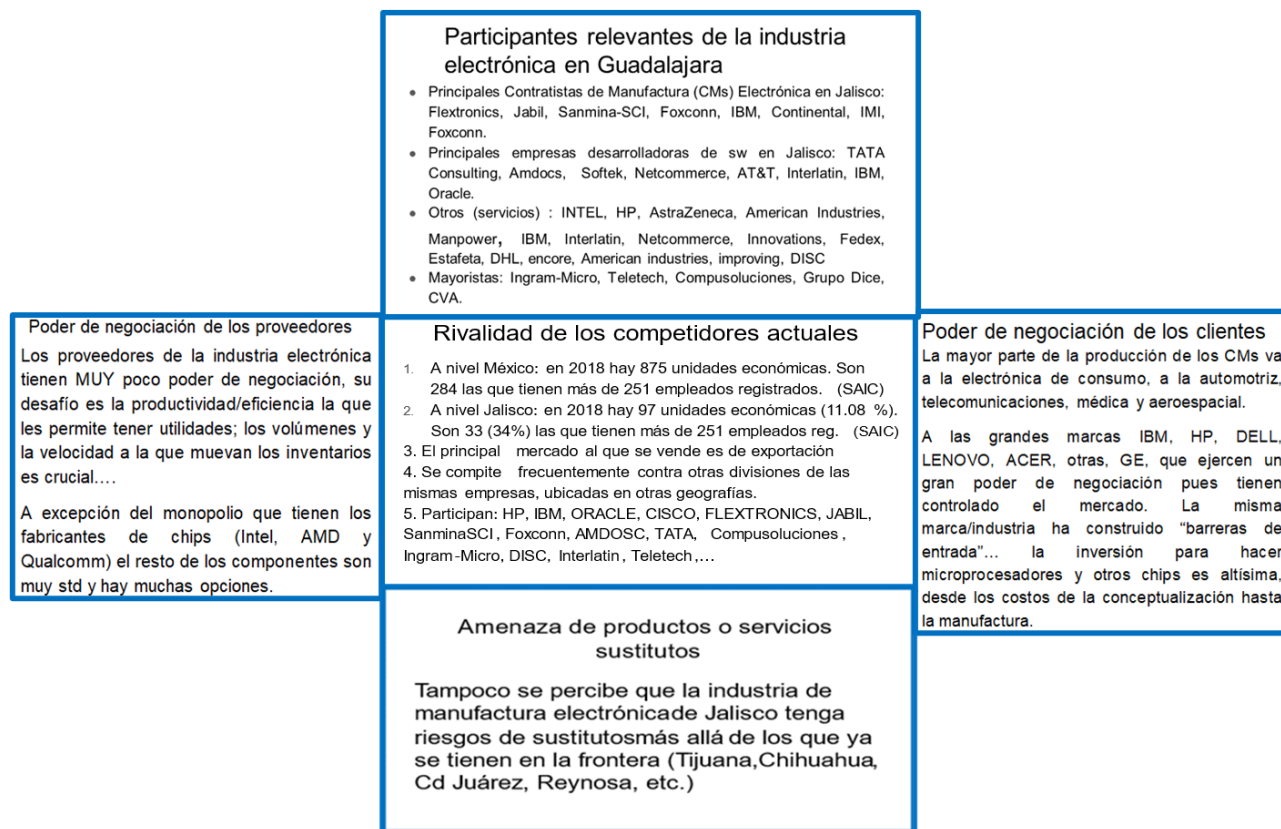 Participantes relevantes de la industria
electrónica en Guadalajara
• Principales Contratistas de Manufactura (CMs) Electrónica en Jalisco:
Flextronics, Jabil, Sanmina-SCI, Foxconn, IBM, Continental, IMI,
Foxconn.
• Principales empresas desarrolladoras de sw en Jalisco: TATA
Consulting, Amdocs, Softek, Netcommerce, AT&T, Interlatin, IBM,
Oracle.
• Otros (servicios) : INTEL, HP, AstraZeneca, American Industries,
Manpower, IBM, Interlatin, Netcommerce, Innovations, Fedex,
Estafeta, DHL, encore, American industries, improving, DISC
• Mayoristas: Ingram-Micro, Teletech, Compusoluciones, Grupo Dice,
CVA.
Poder de negociación de los proveedores
Los proveedores de la industria electrónica
tienen MUY poco poder de negociación, su
desafío es la productividad/eficiencia la que
les permite tener utilidades; los volúmenes y
la velocidad a la que muevan los inventarios
es crucial….
A excepción del monopolio que tienen los
fabricantes de chips (Intel, AMD y
Qualcomm) el resto de los componentes son
muy std y hay muchas opciones.
Rivalidad de los competidores actuales
1. A nivel México: en 2018 hay 875 unidades económicas. Son
284 las que tienen más de 251 empleados registrados. (SAIC)
2. A nivel Jalisco: en 2018 hay 97 unidades económicas (11.08 %).
Son 33 (34%) las que tienen más de 251 empleados reg. (SAIC)
3. El principal mercado al que se vende es de exportación
4. Se compite frecuentemente contra otras divisiones de las
mismas empresas, ubicadas en otras geografías.
5. Participan: HP, IBM, ORACLE, CISCO, FLEXTRONICS, JABIL,
SanminaSCI, Foxconn, AMDOSC, TATA, Compusoluciones,
Ingram-Micro, DISC, Interlatin, Teletech,…
Poder de negociación de los clientes
La mayor parte de la producción de los CMs va
a la electrónica de consumo, a la automotriz,
telecomunicaciones, médica y aeroespacial.
A las grandes marcas IBM, HP, DELL,
LENOVO, ACER, otras, GE, que ejercen un
gran poder de negociación pues tienen
controlado el mercado. La misma
marca/industria ha construido “barreras de
entrada”... la inversión para hacer
microprocesadores y otros chips es altísima,
desde los costos de la conceptualización hasta
la manufactura.
Amenaza de productos o servicios
sustitutos
Tampoco se percibe que la industria de
manufactura electrónicade Jalisco tenga
riesgos de sustitutosmás allá de los que ya
se tienen en la frontera (Tijuana,Chihuahua,
Cd Juárez, Reynosa, etc.)